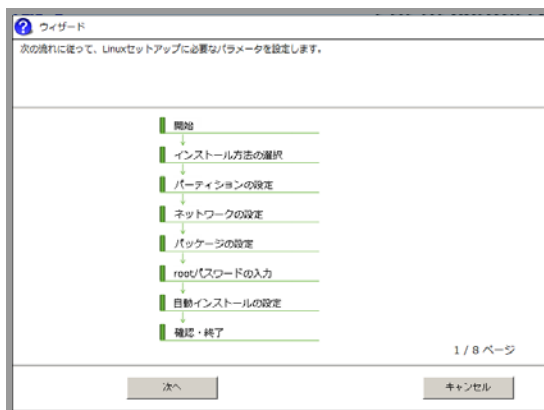 ウィザード
次の流れに従って、Linuxセットアップに必要なパラメータを設定します。
開始
インストール方法の選択
パーティションの設定
ネットワークの設定
パッケージの設定
rootパスワードの入力
自動インストールの設定
確認・終了
1 / 8 ページ
次へ
キャンセル